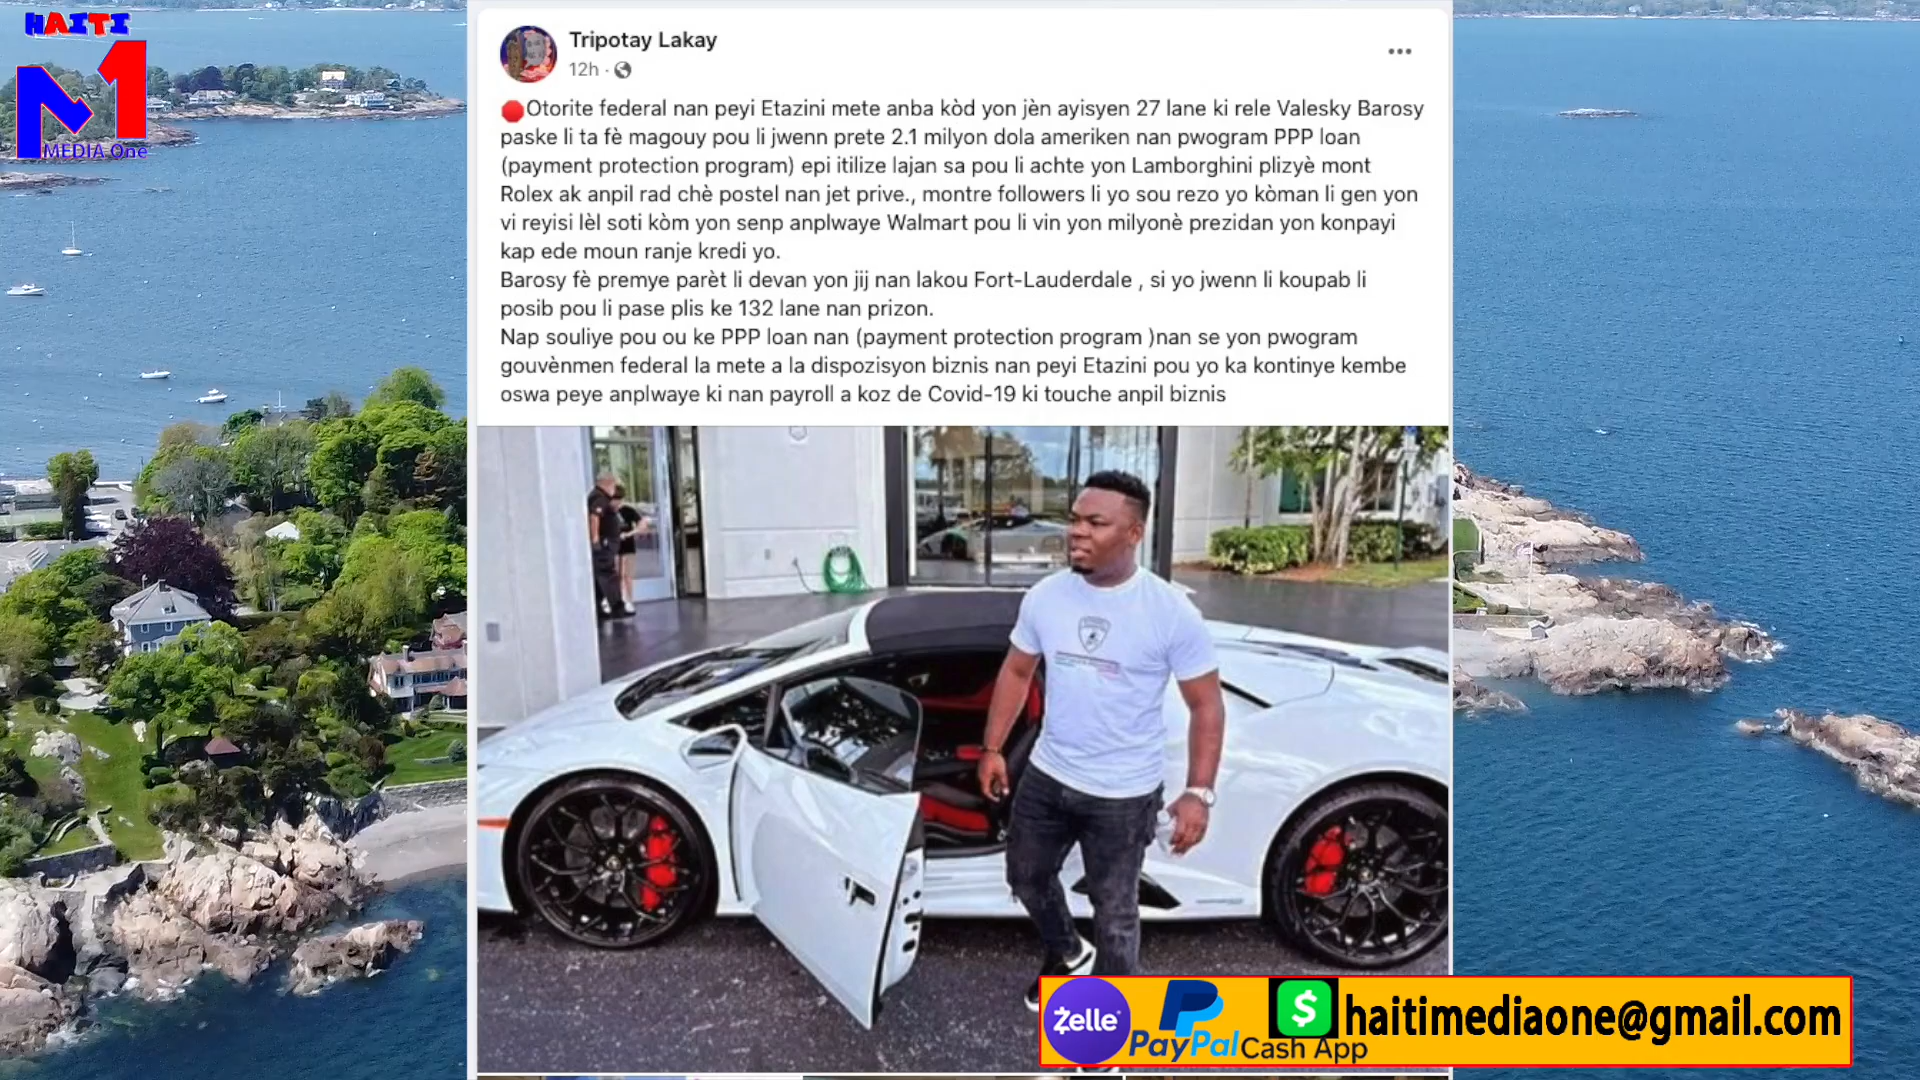 HAITI
M1
MEDIA One
Tripotay Lakay
12h ·
Otorite federal nan peyi Etazini mete anba kòd yon jèn ayisyen 27 lane ki rele Valesky Barosy
paske li ta fè magouy pou li jwenn prete 2.1 milyon dola ameriken nan pwogram PPP loan
(payment protection program) epi itilize lajan sa pou li achte yon Lamborghini plizyè mont
Rolex ak anpil rad chè postel nan jet prive., montre followers li yo sou rezo yo kòman li gen yon
vi reyisi lèl soti kòm yon senp anplwaye Walmart pou li vin yon milyonè prezidan yon konpayi
kap ede moun ranje kredi yo.
Barosy fè premye parèt li devan yon jij nan lakou Fort-Lauderdale , si yo jwenn li koupab li
posib pou li pase plis ke 132 lane nan prizon.
Nap souliye pou ou ke PPP loan nan (payment protection program )nan se yon pwogram
gouvènmen federal la mete a la dispozisyon biznis nan peyi Etazini pou yo ka kontinye kembe
oswa peye anplwaye ki nan payroll a koz de Covid-19 ki touche anpil biznis
Zelle
PayPal
$
Cash App
haitimediaone@gmail.com